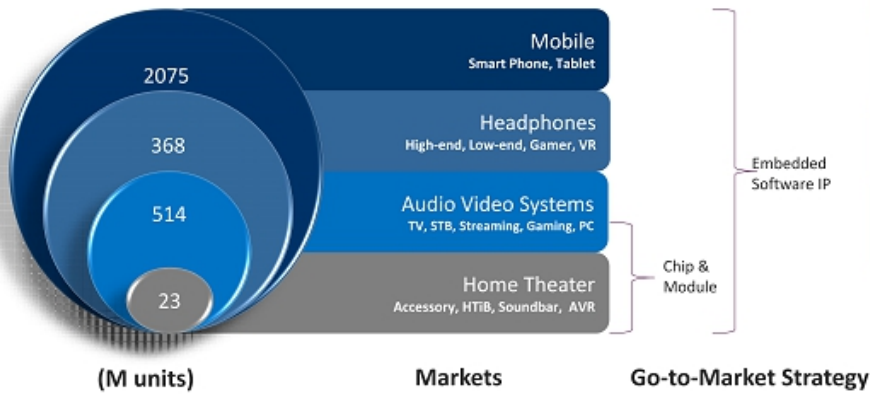 2075
Mobile
Smart Phone, Tablet
368
Headphones
High-end, Low-end, Gamer, VR
514
Audio Video Systems
TV, STB, Streaming, Gaming, PC
23
Home Theater
Accessory, HTiB, Soundbar, AVR
Embedded
Software IP
Chip &
Module
(M units)
Markets
Go-to-Market Strategy